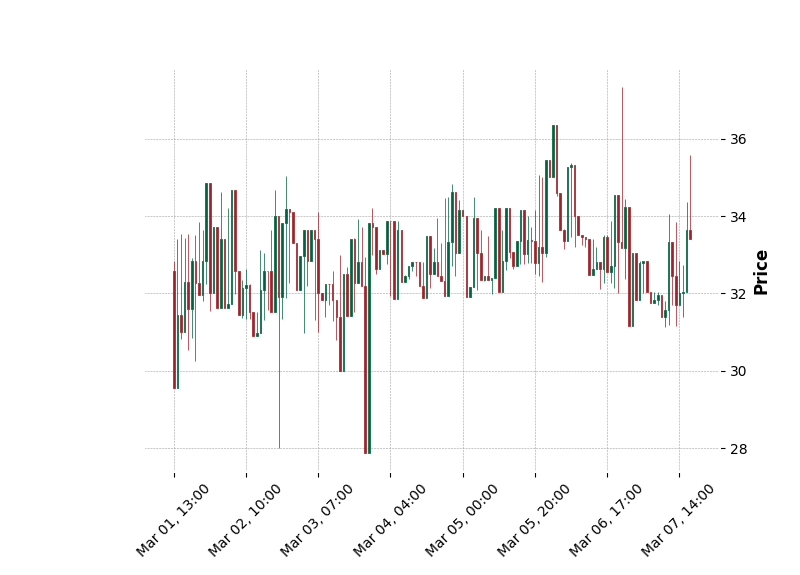 36
34
32
30
28
Price
Mar 01, 13:00
Mar 02, 10:00
Mar 03, 07:00
Mar 04, 04:00
Mar 05, 00:00
Mar 05, 20:00
Mar 06, 17:00
Mar 07, 14:00